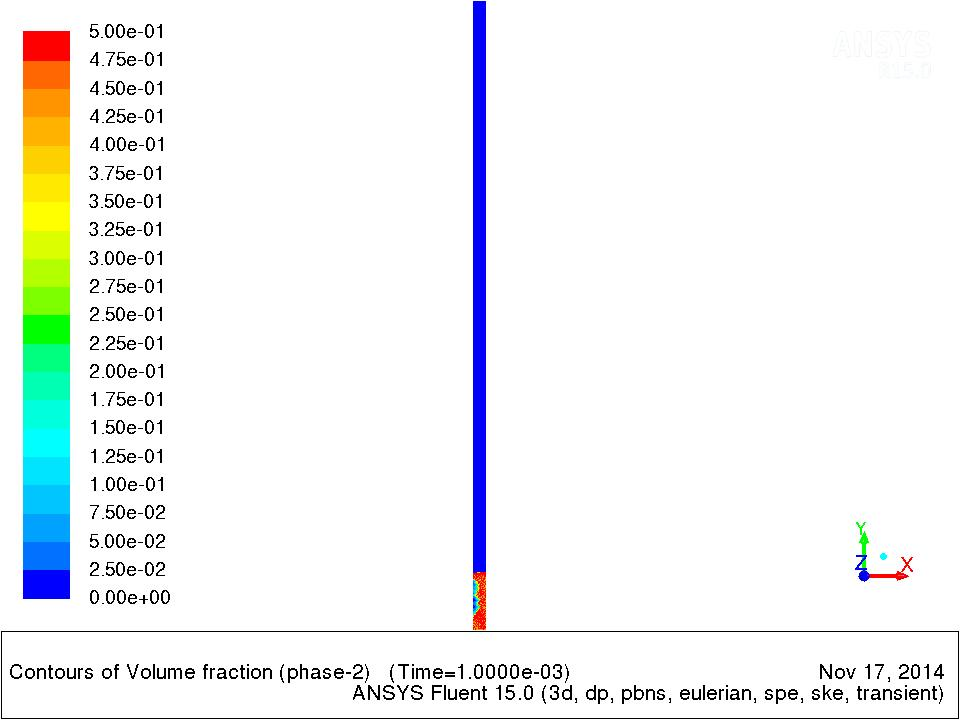 5.00e-01
4.75e-01
4.50e-01
4.25e-01
4.00e-01
3.75e-01
3.50e-01
3.25e-01
3.00e-01
2.75e-01
2.50e-01
2.25e-01
2.00e-01
1.75e-01
1.50e-01
1.25e-01
1.00e-01
7.50e-02
5.00e-02
2.50e-02
0.00e+00
ANSYS
R15.0
Y
Z X
Contours of Volume fraction (phase-2) (Time=1.0000e-03) Nov 17, 2014
ANSYS Fluent 15.0 (3d, dp, pbns, eulerian, spe, ske, transient)